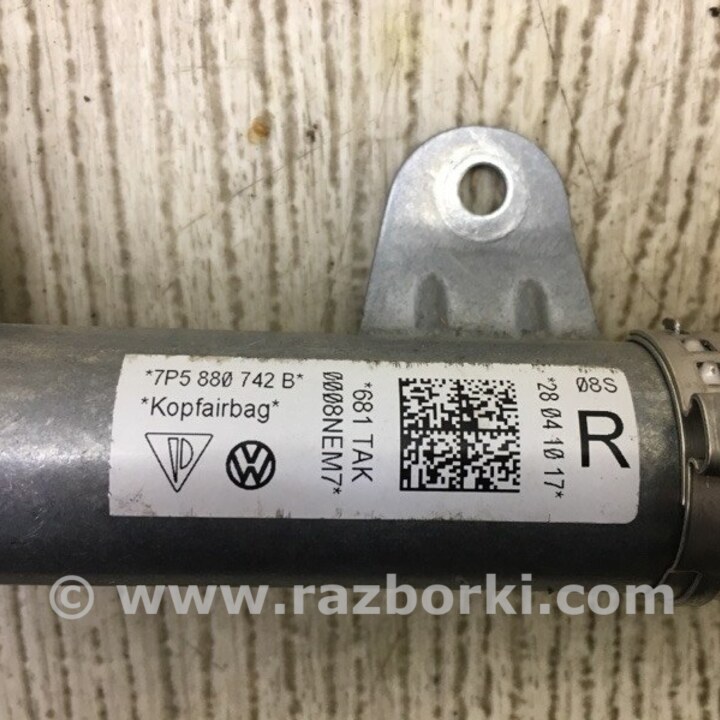 *7P5 880 742 B*
*Kopfairbag*
*681 TAK
0008NEM7*
*28 04 10 17*
08S
R
© www.razborki.com